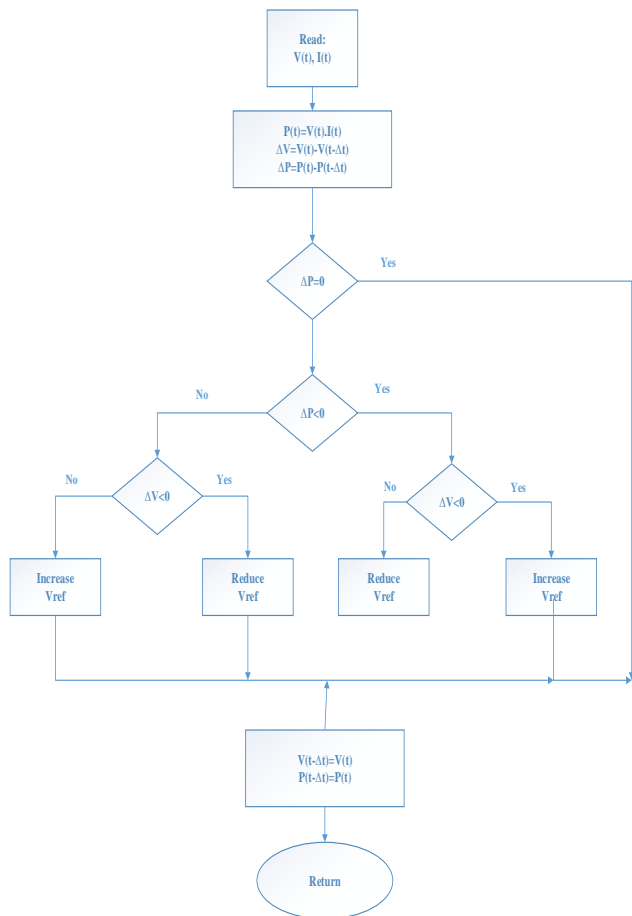 Read:
V(t), I(t)
P(t)=V(t).I(t)
ΔV=V(t)-V(t-Δt)
ΔP=P(t)-P(t-Δt)
Yes
ΔP=0
No
Yes
ΔP<0
No
Yes
ΔV<0
No
Yes
ΔV<0
Increase
Vref
Reduce
Vref
Reduce
Vref
Increase
Vref
V(t-Δt)=V(t)
P(t-Δt)=P(t)
Return